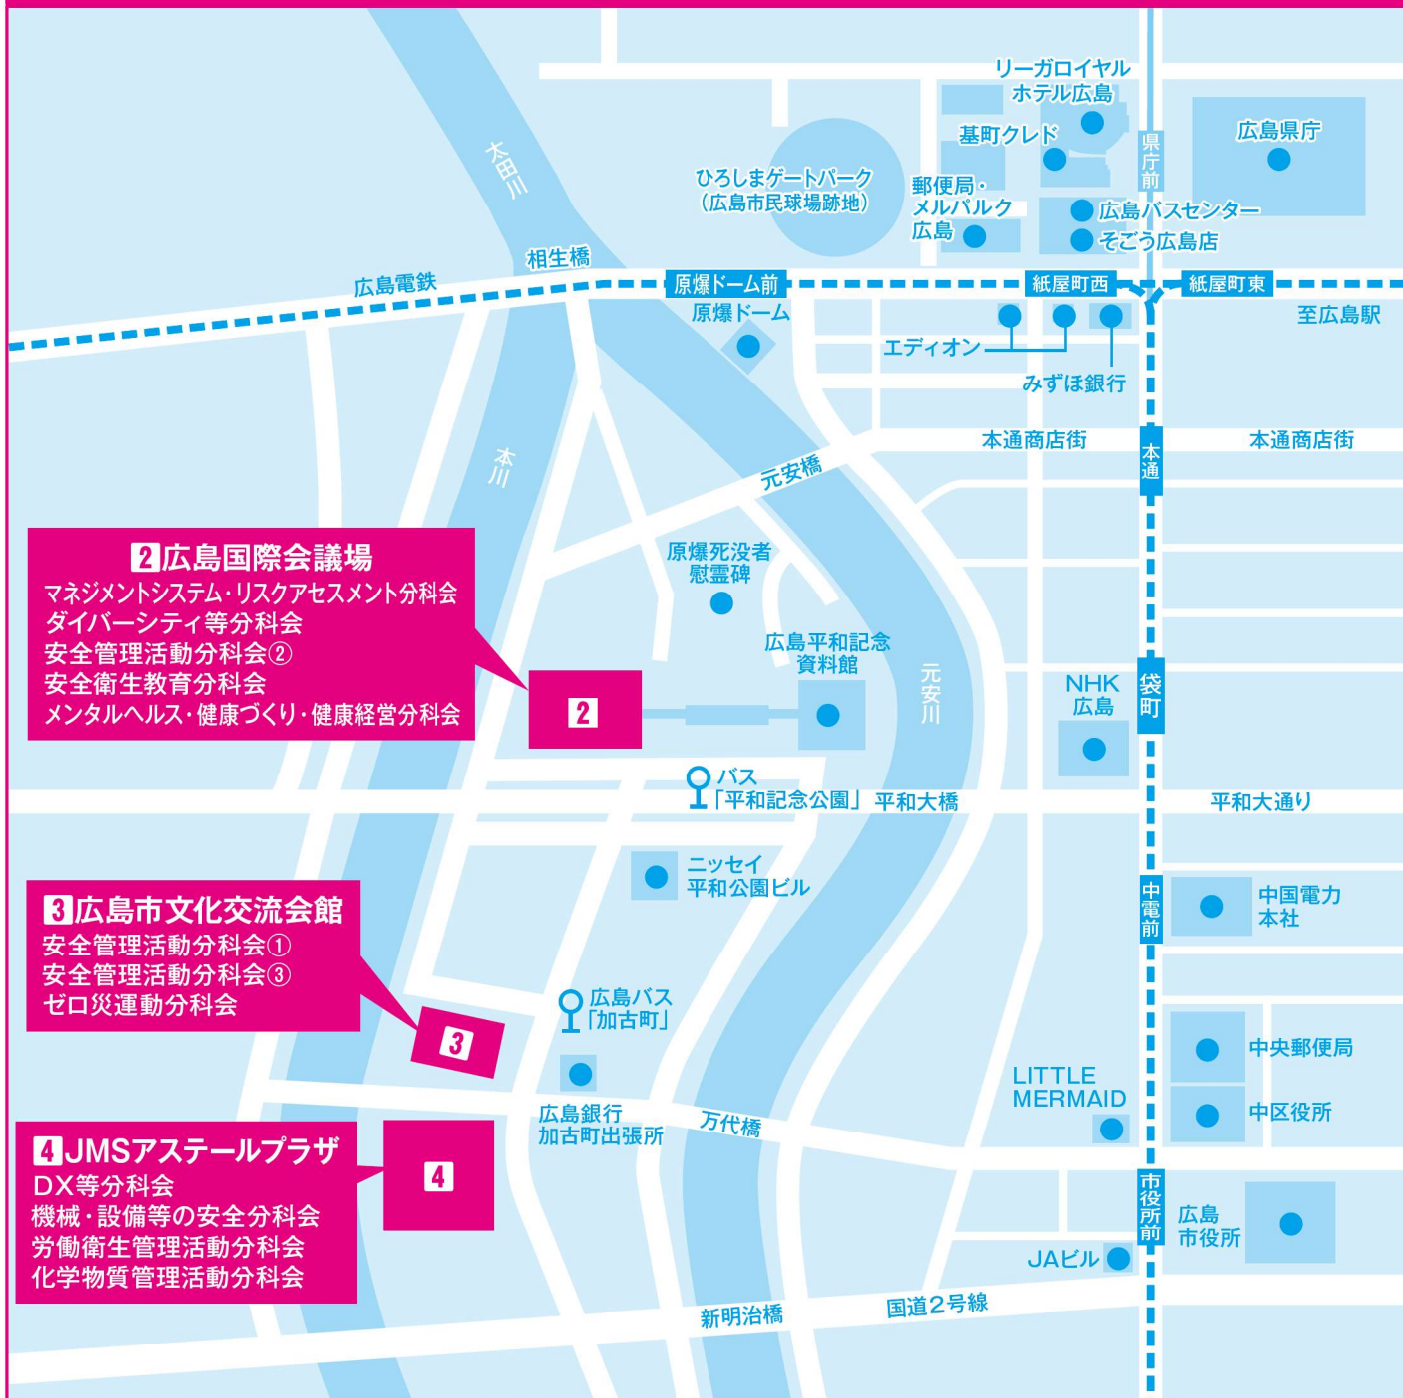 リーガロイヤル
ホテル広島
基町クレド
県庁前
広島県庁
太田川
ひろしまゲートパーク
（広島市民球場跡地）
郵便局・
メルパルク
広島
広島バスセンター
そごう広島店
相生橋
広島電鉄
原爆ドーム前
紙屋町西
紙屋町東
原爆ドーム
至広島駅
エディオン
みずほ銀行
本通商店街
本通
本通商店街
本川
元安橋
2広島国際会議場
マネジメントシステム・リスクアセスメント分科会
ダイバーシティ等分科会
安全管理活動分科会②
安全衛生教育分科会
メンタルヘルス・健康づくり・健康経営分科会
原爆死没者
慰霊碑
広島平和記念
資料館
元安川
NHK
広島
袋町
2
バス
「平和記念公園」
平和大橋
平和大通り
ニッセイ
平和公園ビル
中電前
中国電力
本社
3広島市文化交流会館
安全管理活動分科会①
安全管理活動分科会③
ゼロ災運動分科会
広島バス
「加古町」
3
中央郵便局
LITTLE
MERMAID
中区役所
広島銀行
加古町出張所
万代橋
4JMSアステールプラザ
DX等分科会
機械・設備等の安全分科会
労働衛生管理活動分科会
化学物質管理活動分科会
4
市役所前
広島
市役所
JAビル
新明治橋
国道2号線